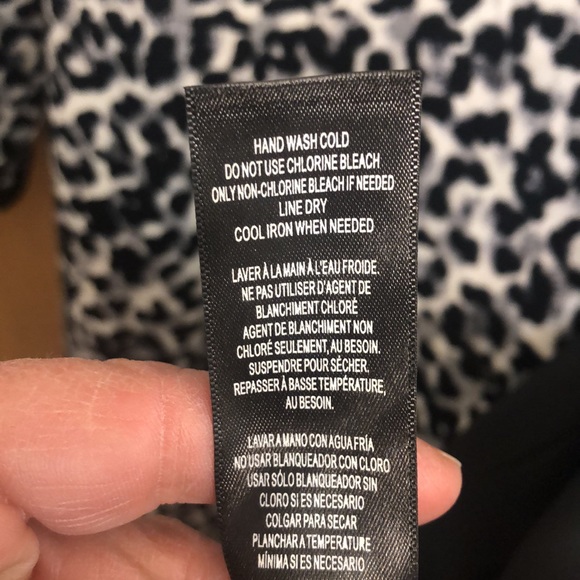 HAND WASH COLD
DO NOT USE CHLORINE BLEACH
ONLY NON-CHLORINE BLEACH IF NEEDED
LINE DRY
COOL IRON WHEN NEEDED
LAVER À LA MAIN À L'EAU FROIDE.
NE PAS UTILISER D'AGENT DE
BLANCHIMENT CHLORÉ
AGENT DE BLANCHIMENT NON
CHLORÉ SEULEMENT, AU BESOIN.
SUSPENDRE POUR SÉCHER.
REPASSER À BASSE TEMPÉRATURE,
AU BESOIN.
LAVAR A MANO CON AGUA FRÍA
NO USAR BLANQUEADOR CON CLORO
USAR SÓLO BLANQUEADOR SIN
CLORO SI ES NECESARIO
COLGAR PARA SECAR
PLANCHAR A TEMPERATURE
MÍNIMA SI ES NECESARIO